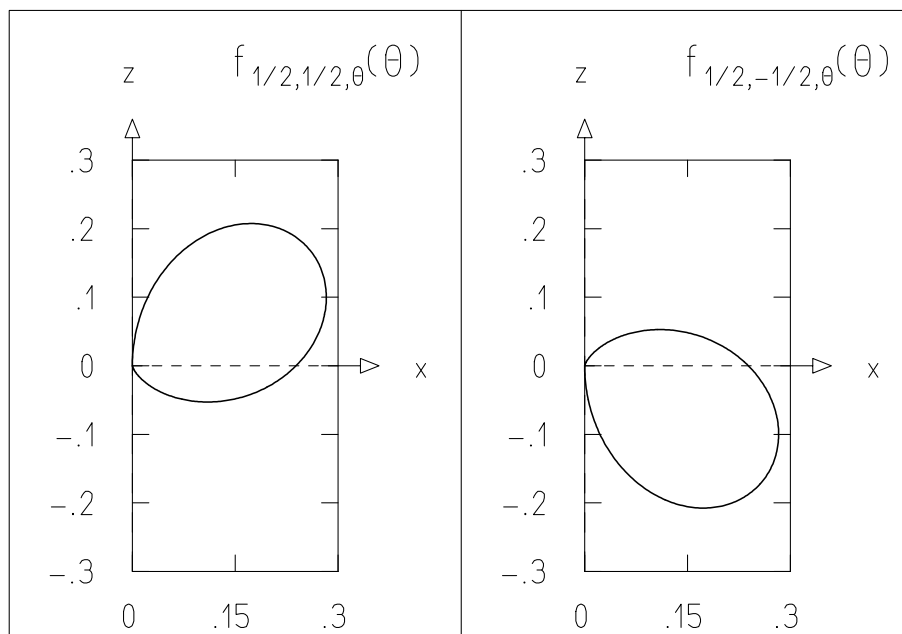 z f1/2,1/2,θ(θ)
.3
.2
.1
0
-.1
-.2
-.3
x
0 .15 .3
z f1/2,-1/2,θ(θ)
.3
.2
.1
0
-.1
-.2
-.3
x
0 .15 .3